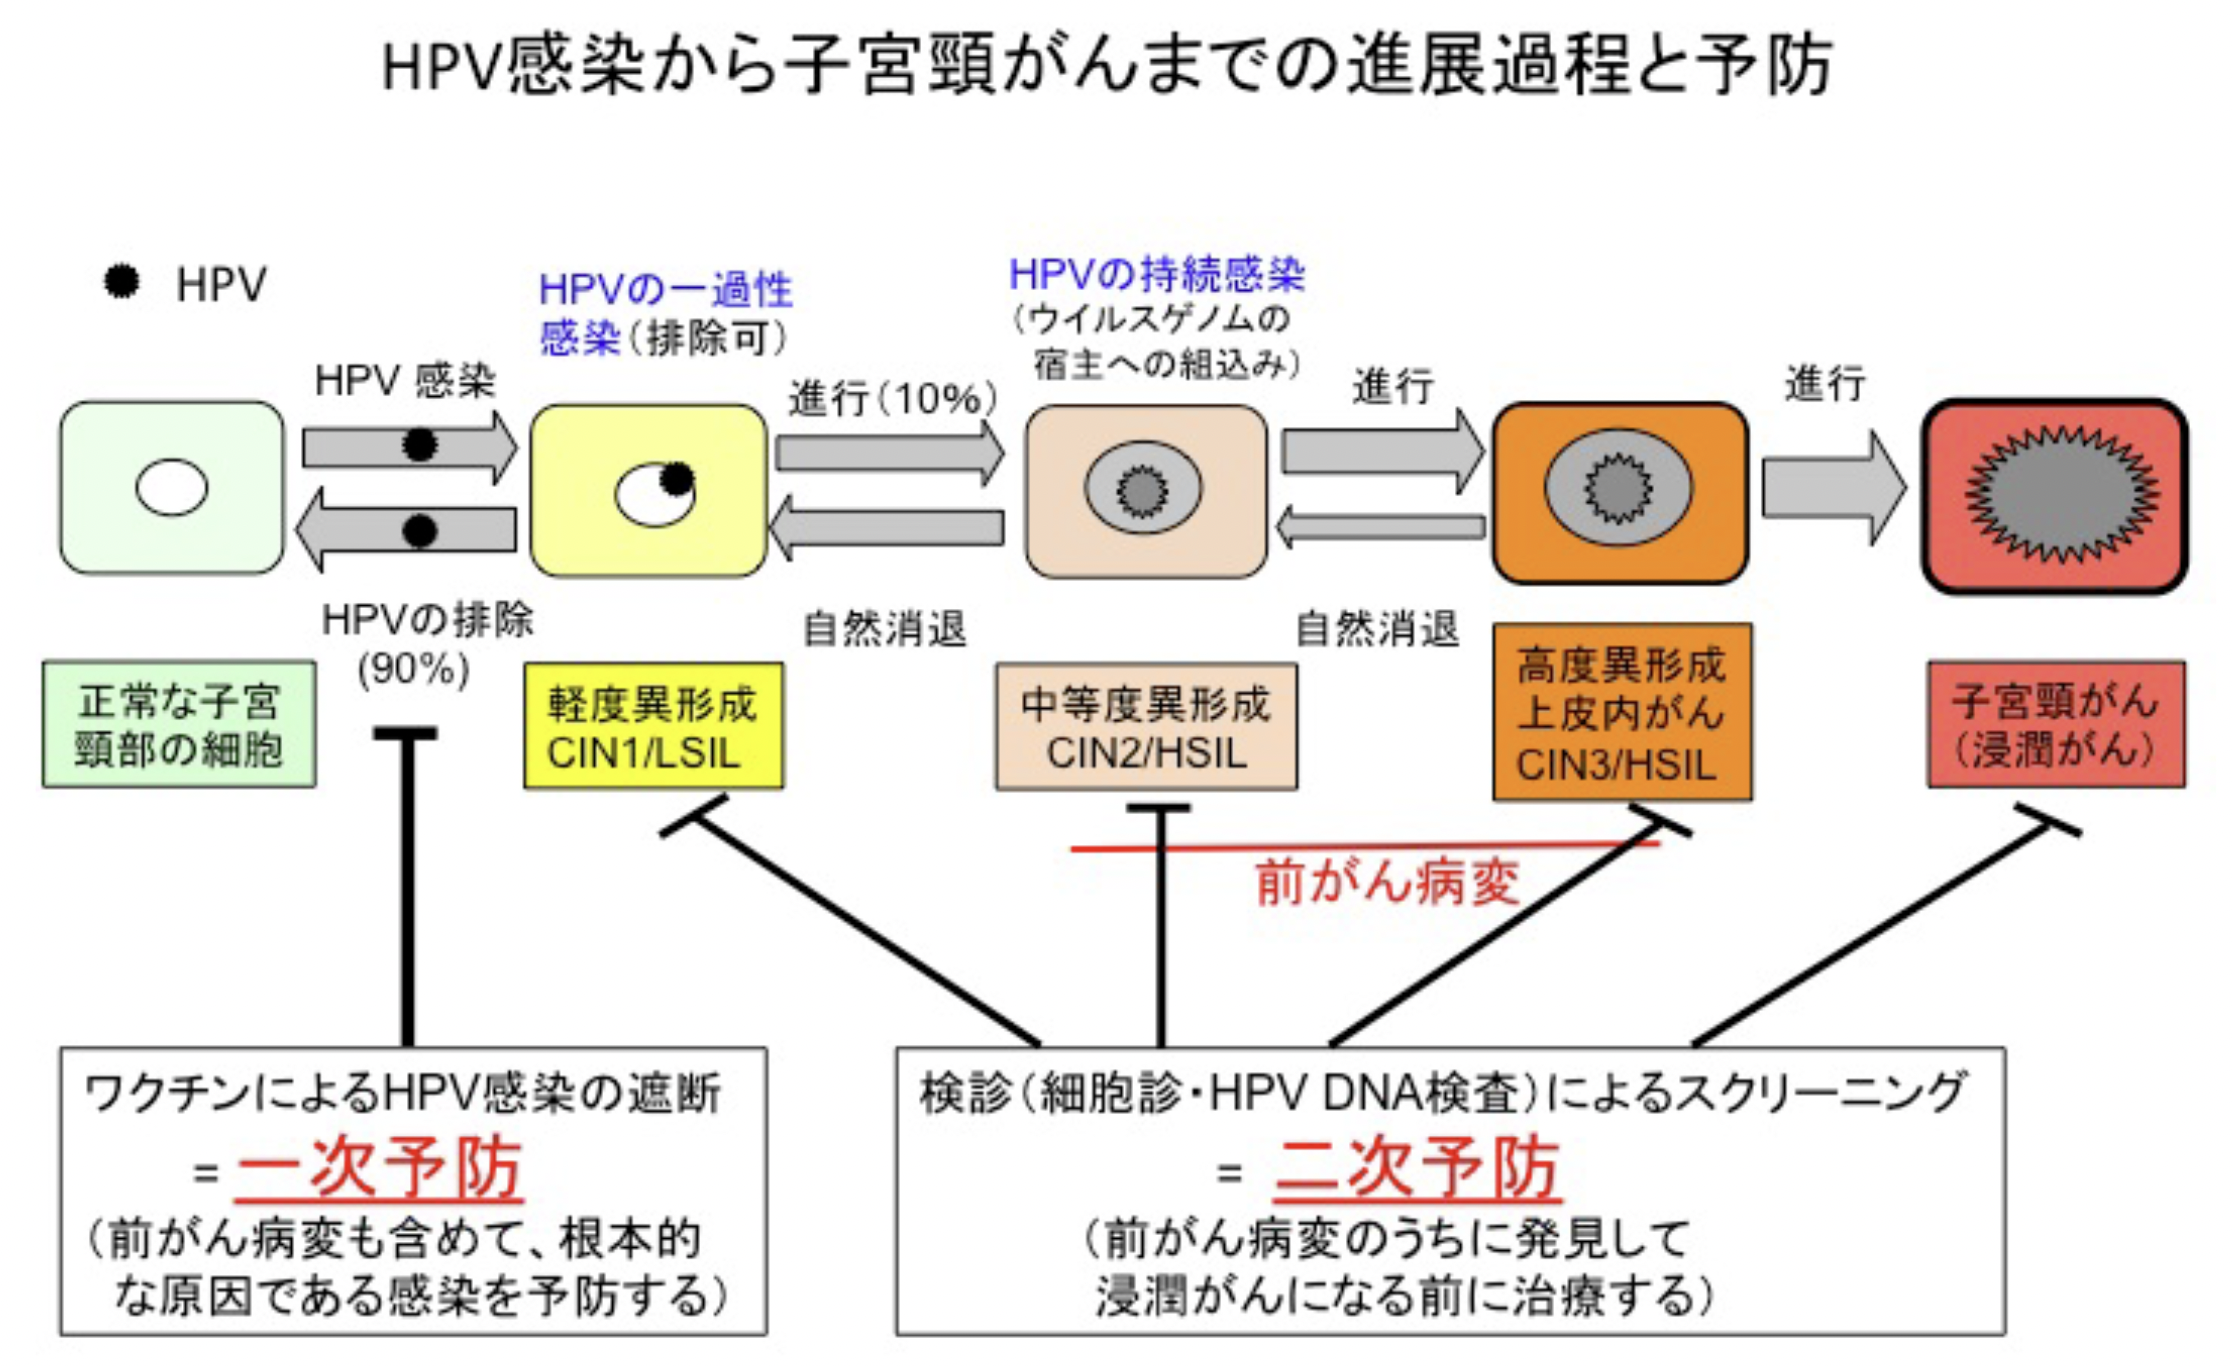 HPV感染から子宮頸がんまでの進展過程と予防
HPV
HPV 感染
HPVの一過性
感染（排除可）
進行（10%）
HPVの持続感染
（ウイルスゲノムの
宿主への組込み）
進行
進行
HPVの排除
(90%)
自然消退
自然消退
正常な子宮
頸部の細胞
軽度異形成
CIN1/LSIL
中等度異形成
CIN2/HSIL
高度異形成
上皮内がん
CIN3/HSIL
子宮頸がん
（浸潤がん）
前がん病変
ワクチンによるHPV感染の遮断
= 一次予防
（前がん病変も含めて、根本的
な原因である感染を予防する）
検診（細胞診・HPV DNA検査）によるスクリーニング
= 二次予防
（前がん病変のうちに発見して
浸潤がんになる前に治療する）